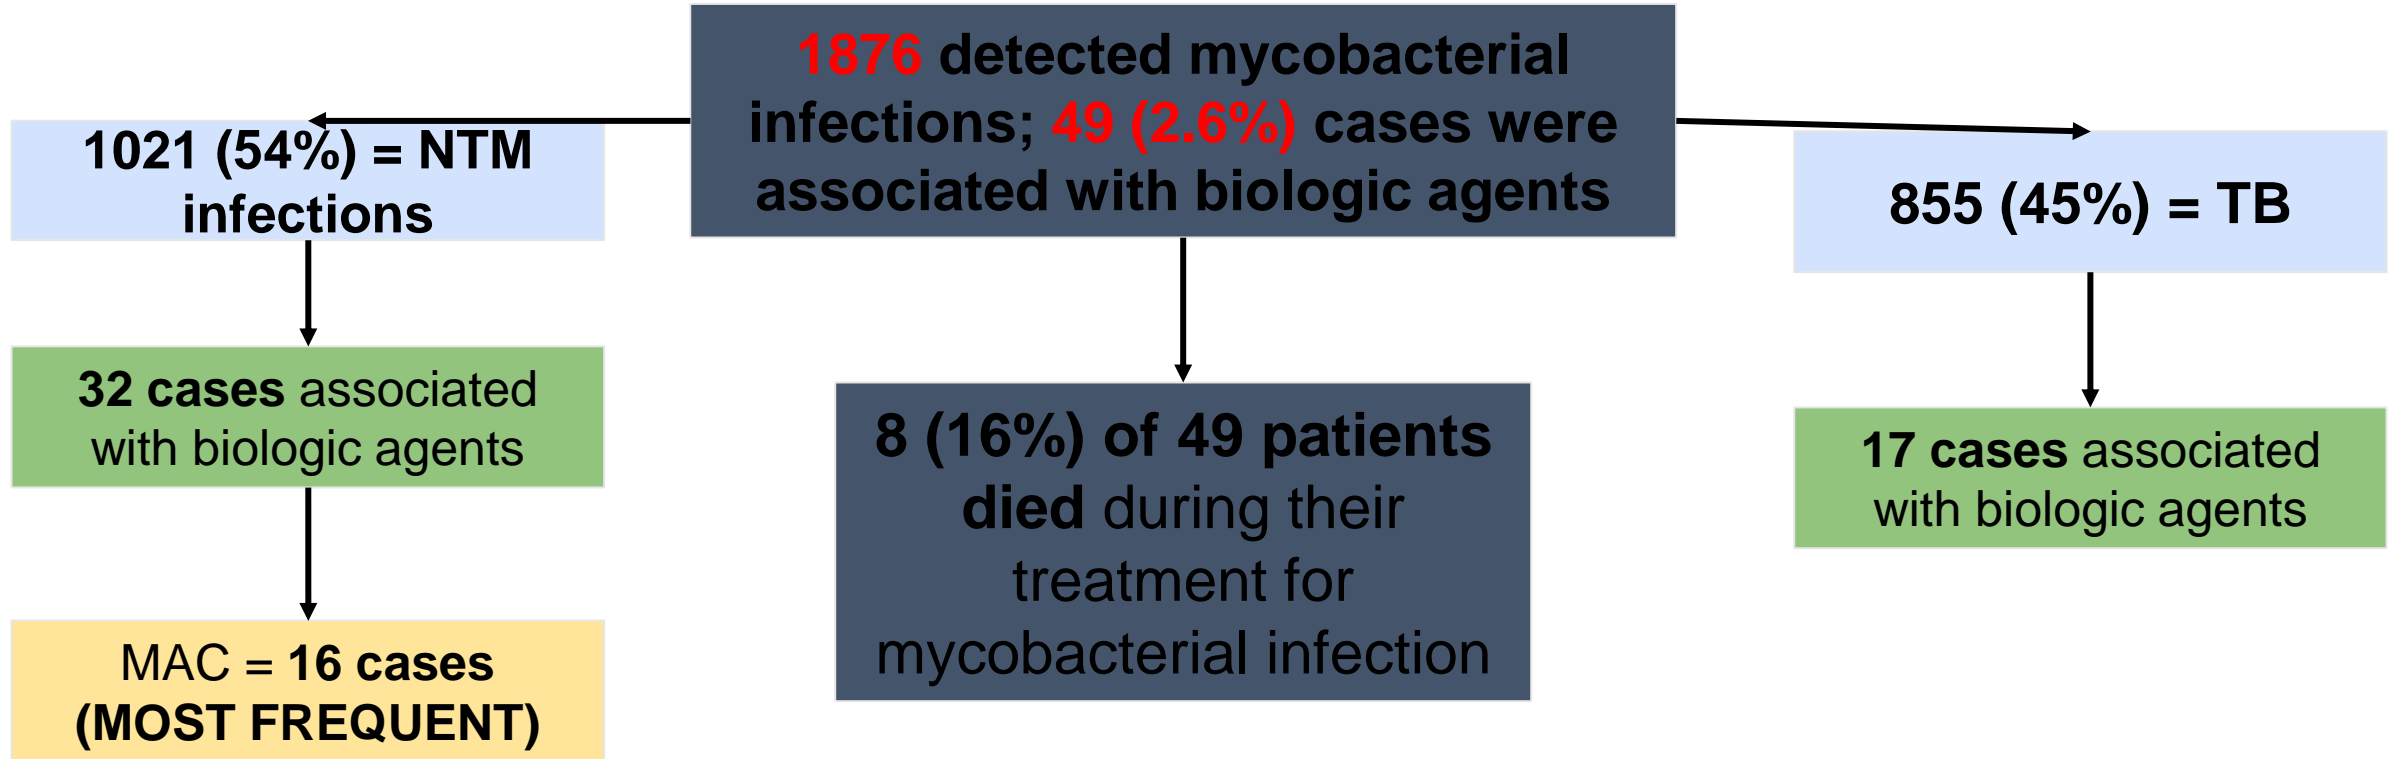 1876 detected mycobacterial
infections; 49 (2.6%) cases were
associated with biologic agents
1021 (54%) = NTM
infections
855 (45%) = TB
32 cases associated
with biologic agents
8 (16%) of 49 patients
died during their
treatment for
mycobacterial infection
17 cases associated
with biologic agents
MAC = 16 cases
(MOST FREQUENT)